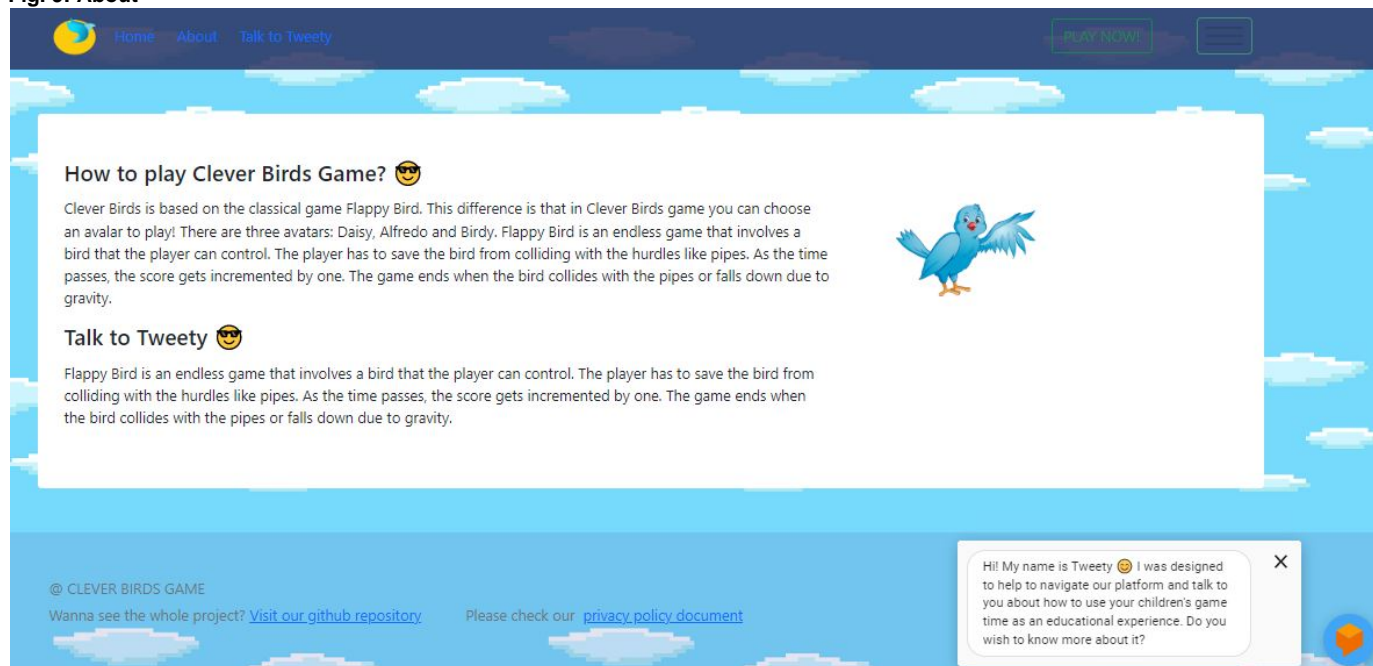 Home About Talk to Tweety PLAY NOW!
How to play Clever Birds Game? 😎
Clever Birds is based on the classical game Flappy Bird. This difference is that in Clever Birds game you can choose
an avalar to play! There are three avatars: Daisy, Alfredo and Birdy. Flappy Bird is an endless game that involves a
bird that the player can control. The player has to save the bird from colliding with the hurdles like pipes. As the time
passes, the score gets incremented by one. The game ends when the bird collides with the pipes or falls down due to
gravity.
Talk to Tweety 😎
Flappy Bird is an endless game that involves a bird that the player can control. The player has to save the bird from
colliding with the hurdles like pipes. As the time passes, the score gets incremented by one. The game ends when
the bird collides with the pipes or falls down due to gravity.
@ CLEVER BIRDS GAME
Wanna see the whole project? Visit our github repository Please check our privacy policy document
Hi! My name is Tweety 😊 I was designed
to help to navigate our platform and talk to
you about how to use your children's game
time as an educational experience. Do you
wish to know more about it?